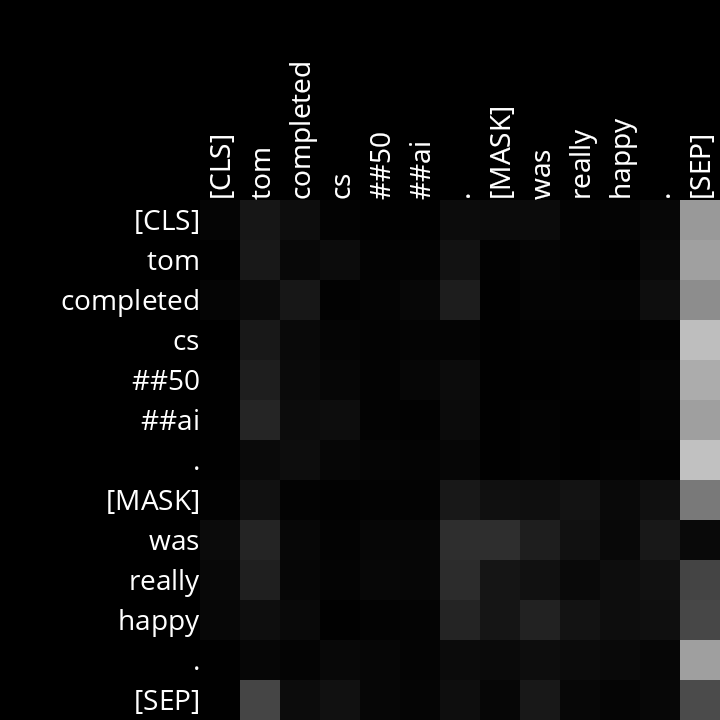 [CLS] tom completed cs ##50 ##ai . [MASK] was really happy . [SEP]
[CLS]
tom
completed
cs
##50
##ai
.
[MASK]
was
really
happy
.
[SEP]